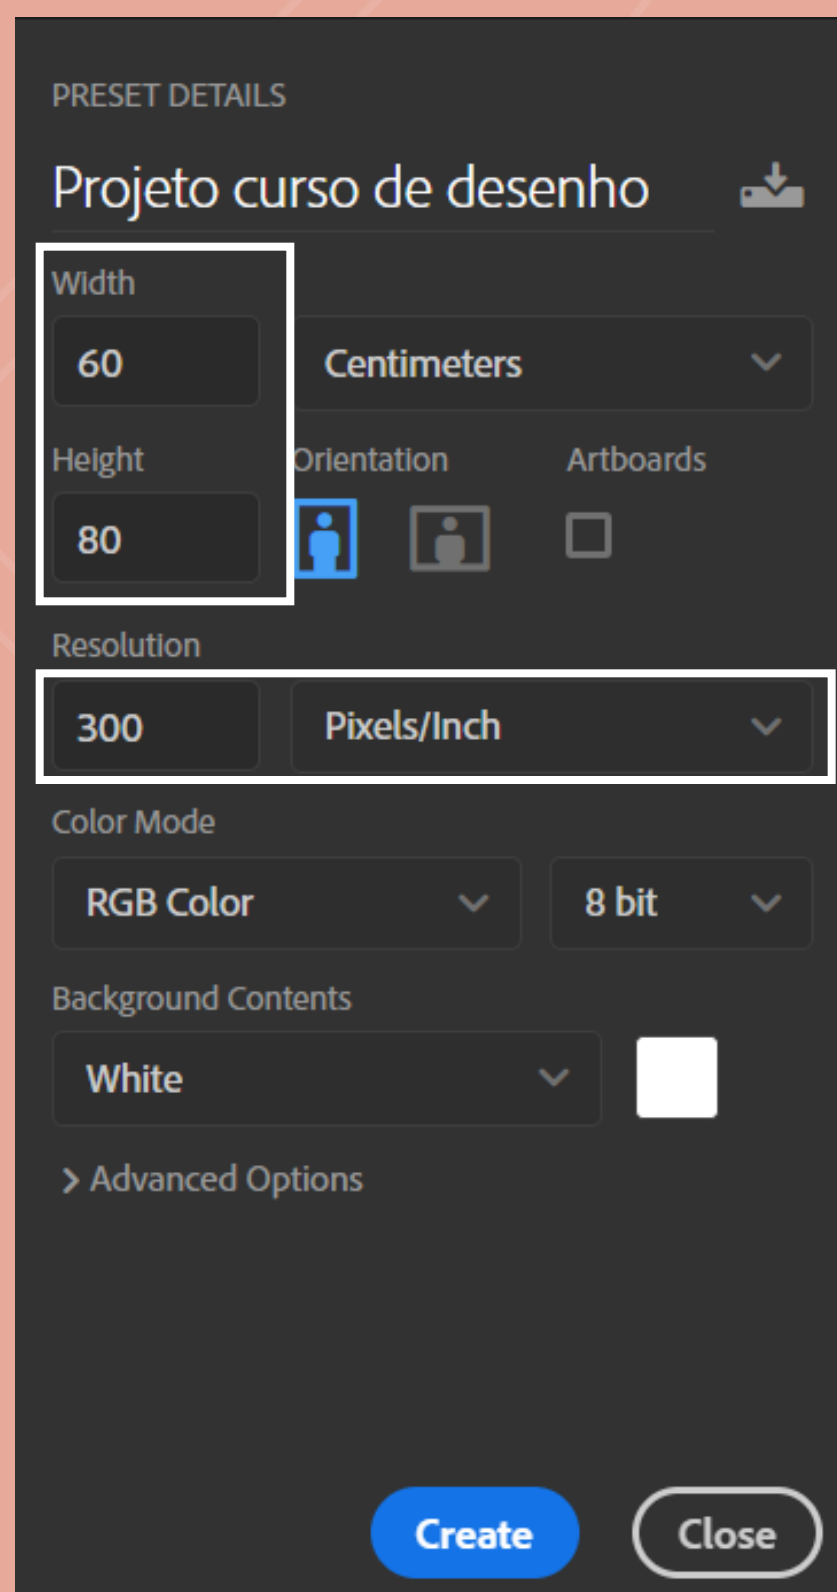 PRESET DETAILS
Projeto curso de desenho
Width
60 Centimeters
Height Orientation Artboards
80
Resolution
300 Pixels/Inch
Color Mode
RGB Color 8 bit
Background Contents
White
Advanced Options
Create Close